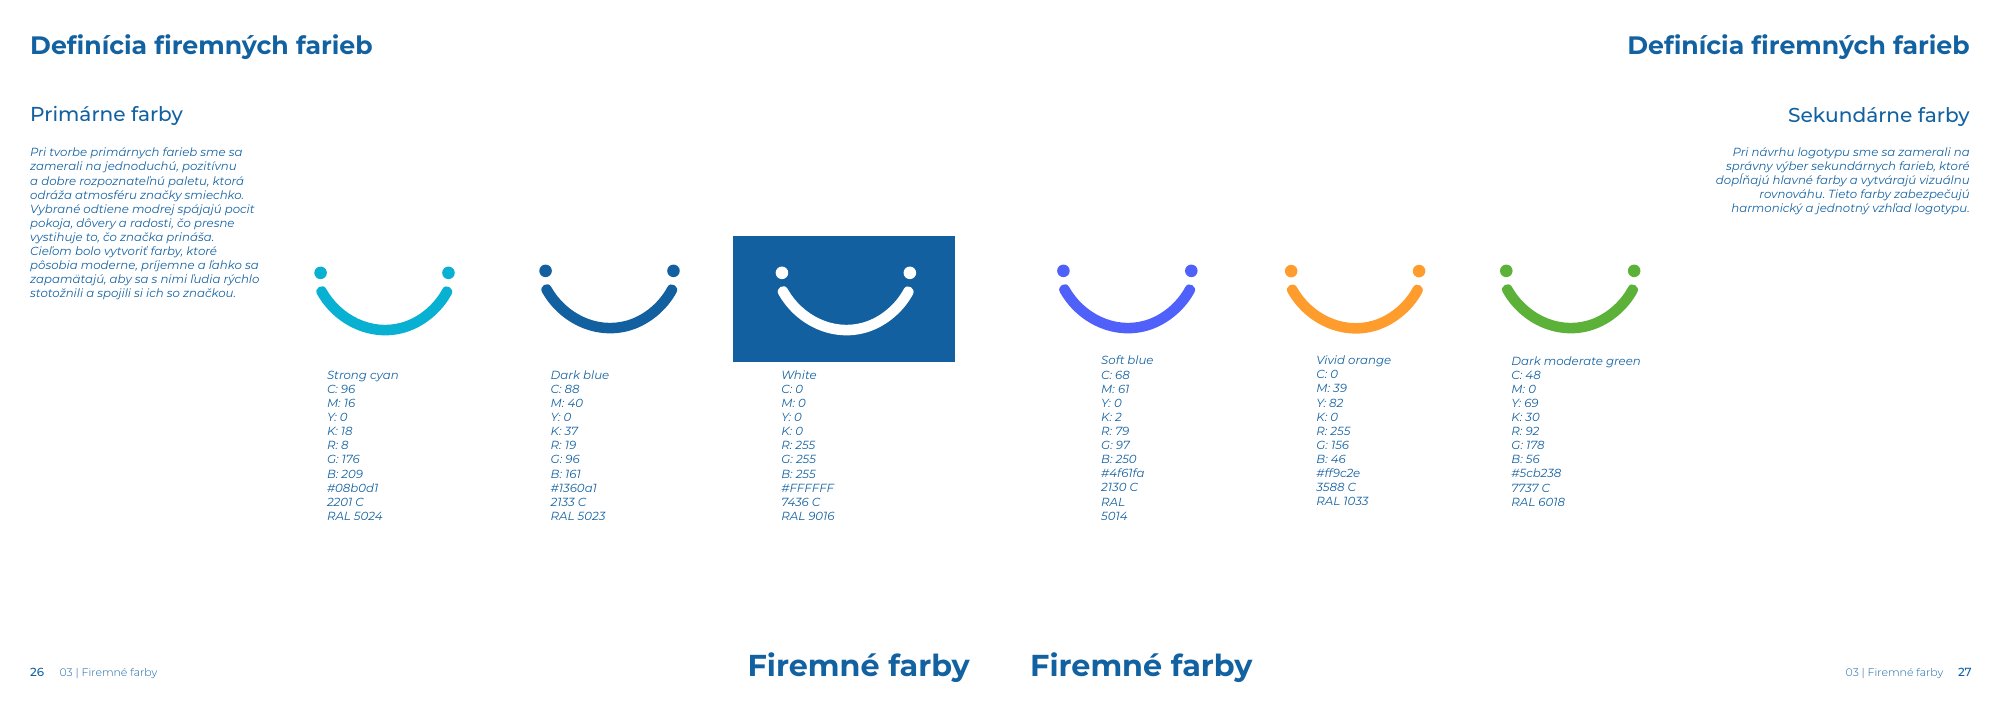 Definícia firemných farieb
Primárne farby
Pri tvorbe primárnych farieb sme sa
zamerali na jednoduchú, pozitívnu
a dobre rozpoznateľnú paletu, ktorá
odráža atmosféru značky smiechko.
Vybrané odtiene modrej spájajú pocit
pokoja, dôvery a radosti, čo presne
vystihuje to, čo značka prináša.
Cieľom bolo vytvoriť farby, ktoré
pôsobia moderne, príjemne a ľahko sa
zapamätajú, aby sa s nimi ľudia rýchlo
stotožnili a spojili si ich so značkou.
Strong cyan
C: 96
M: 16
Y: 0
K: 18
R: 8
G: 176
B: 209
#08b0d1
2201 C
RAL 5024
Dark blue
C: 88
M: 40
Y: 0
K: 37
R: 19
G: 96
B: 161
#1360a1
2133 C
RAL 5023
White
C: 0
M: 0
Y: 0
K: 0
R: 255
G: 255
B: 255
#FFFFFF
7436 C
RAL 9016
26 03 | Firemné farby
Firemné farby
Definícia firemných farieb
Sekundárne farby
Pri návrhu logotypu sme sa zamerali na
správny výber sekundárnych farieb, ktoré
dopĺňajú hlavné farby a vytvárajú vizuálnu
rovnováhu. Tieto farby zabezpečujú
harmonický a jednotný vzhľad logotypu.
Soft blue
C: 68
M: 61
Y: 0
K: 2
R: 79
G: 97
B: 250
#4f61fa
2130 C
RAL
5014
Vivid orange
C: 0
M: 39
Y: 82
K: 0
R: 255
G: 156
B: 46
#ff9c2e
3588 C
RAL 1033
Dark moderate green
C: 48
M: 0
Y: 69
K: 30
R: 92
G: 178
B: 56
#5cb238
7737 C
RAL 6018
Firemné farby
03 | Firemné farby 27